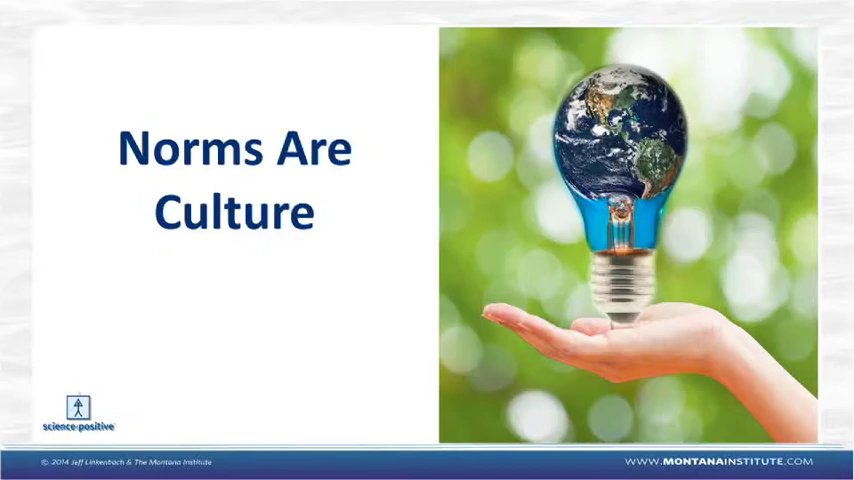 Norms Are
Culture
science-positive
© 2014 Jeff Linkenbach & The Montana Institute
WWW.MONTANAINSTITUTE.COM